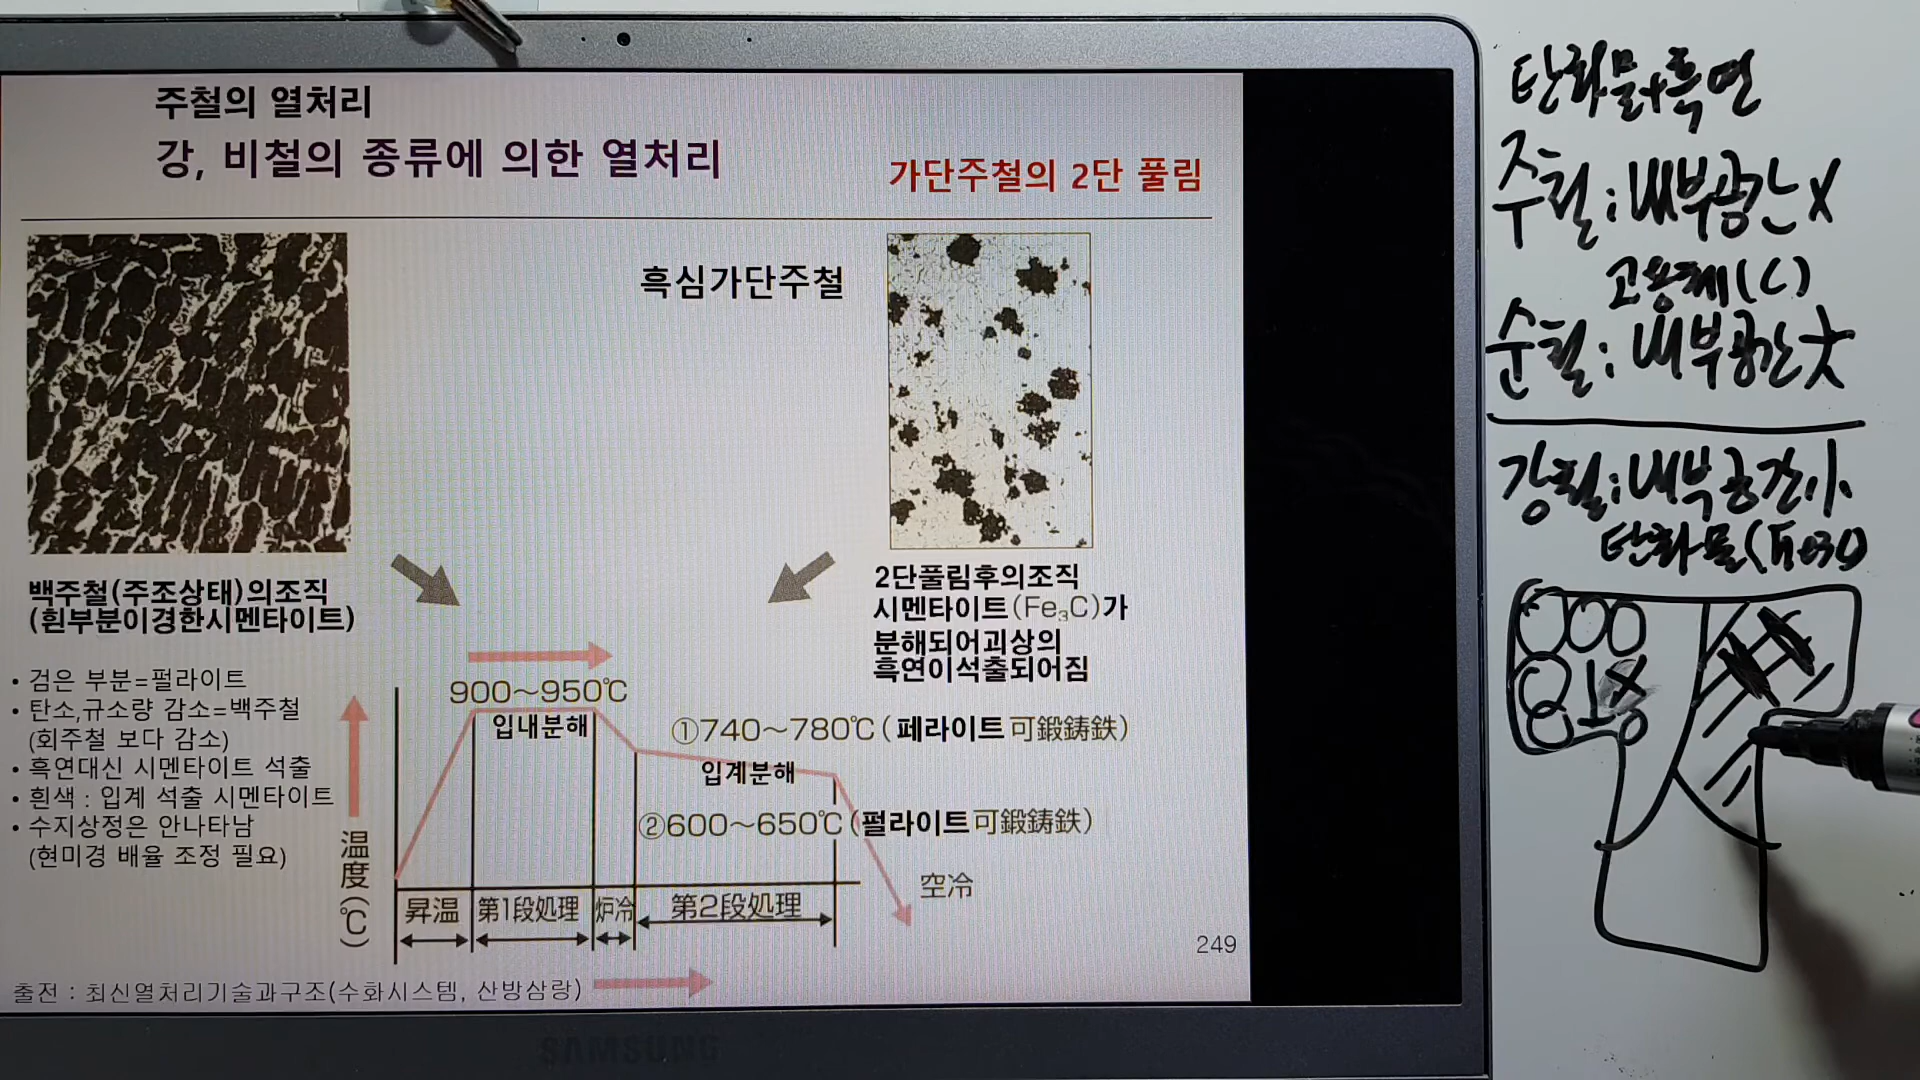 주철의 열처리
강, 비철의 종류에 의한 열처리
가단주철의 2단 풀림
흑심가단주철
백주철(주조상태)의조직
(흰부분이경한시멘타이트)
2단풀림후의조직
시멘타이트(Fe₃C)가
분해되어괴상의
흑연이석출되어짐
• 검은 부분=펄라이트
• 탄소,규소량 감소=백주철
(회주철 보다 감소)
• 흑연대신 시멘타이트 석출
• 흰색 : 입계 석출 시멘타이트
• 수지상정은 안나타남
(현미경 배율 조정 필요)
温度(℃)
900～950℃
입내분해
①740～780℃(페라이트可鍛鋳鉄)
입계분해
②600～650℃(펄라이트可鍛鋳鉄)
空冷
昇温
第1段処理
炉冷
第2段処理
249
출전 : 최신열처리기술과구조(수화시스템, 산방삼랑)
SAMSUNG
탄화물+흑연
주철: 내부공간 X
고용체(C)
순철: 내부공간 大
강철: 내부공간 小
탄화물(Fe3C)